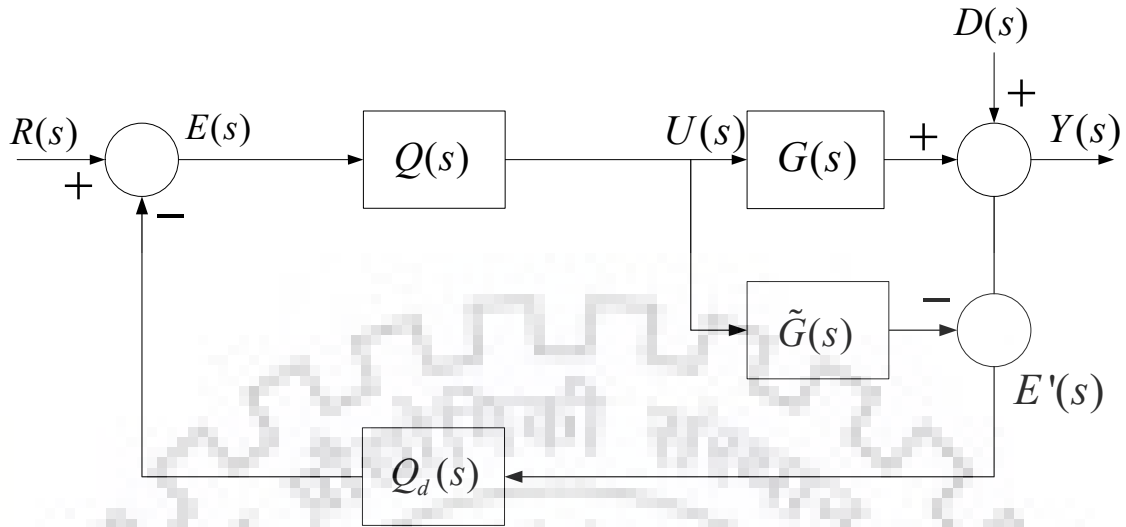 D(s)
+
R(s) E(s) Q(s) U(s) G(s) + Y(s)
+
−
G̃(s) −
E'(s)
Q_d(s)